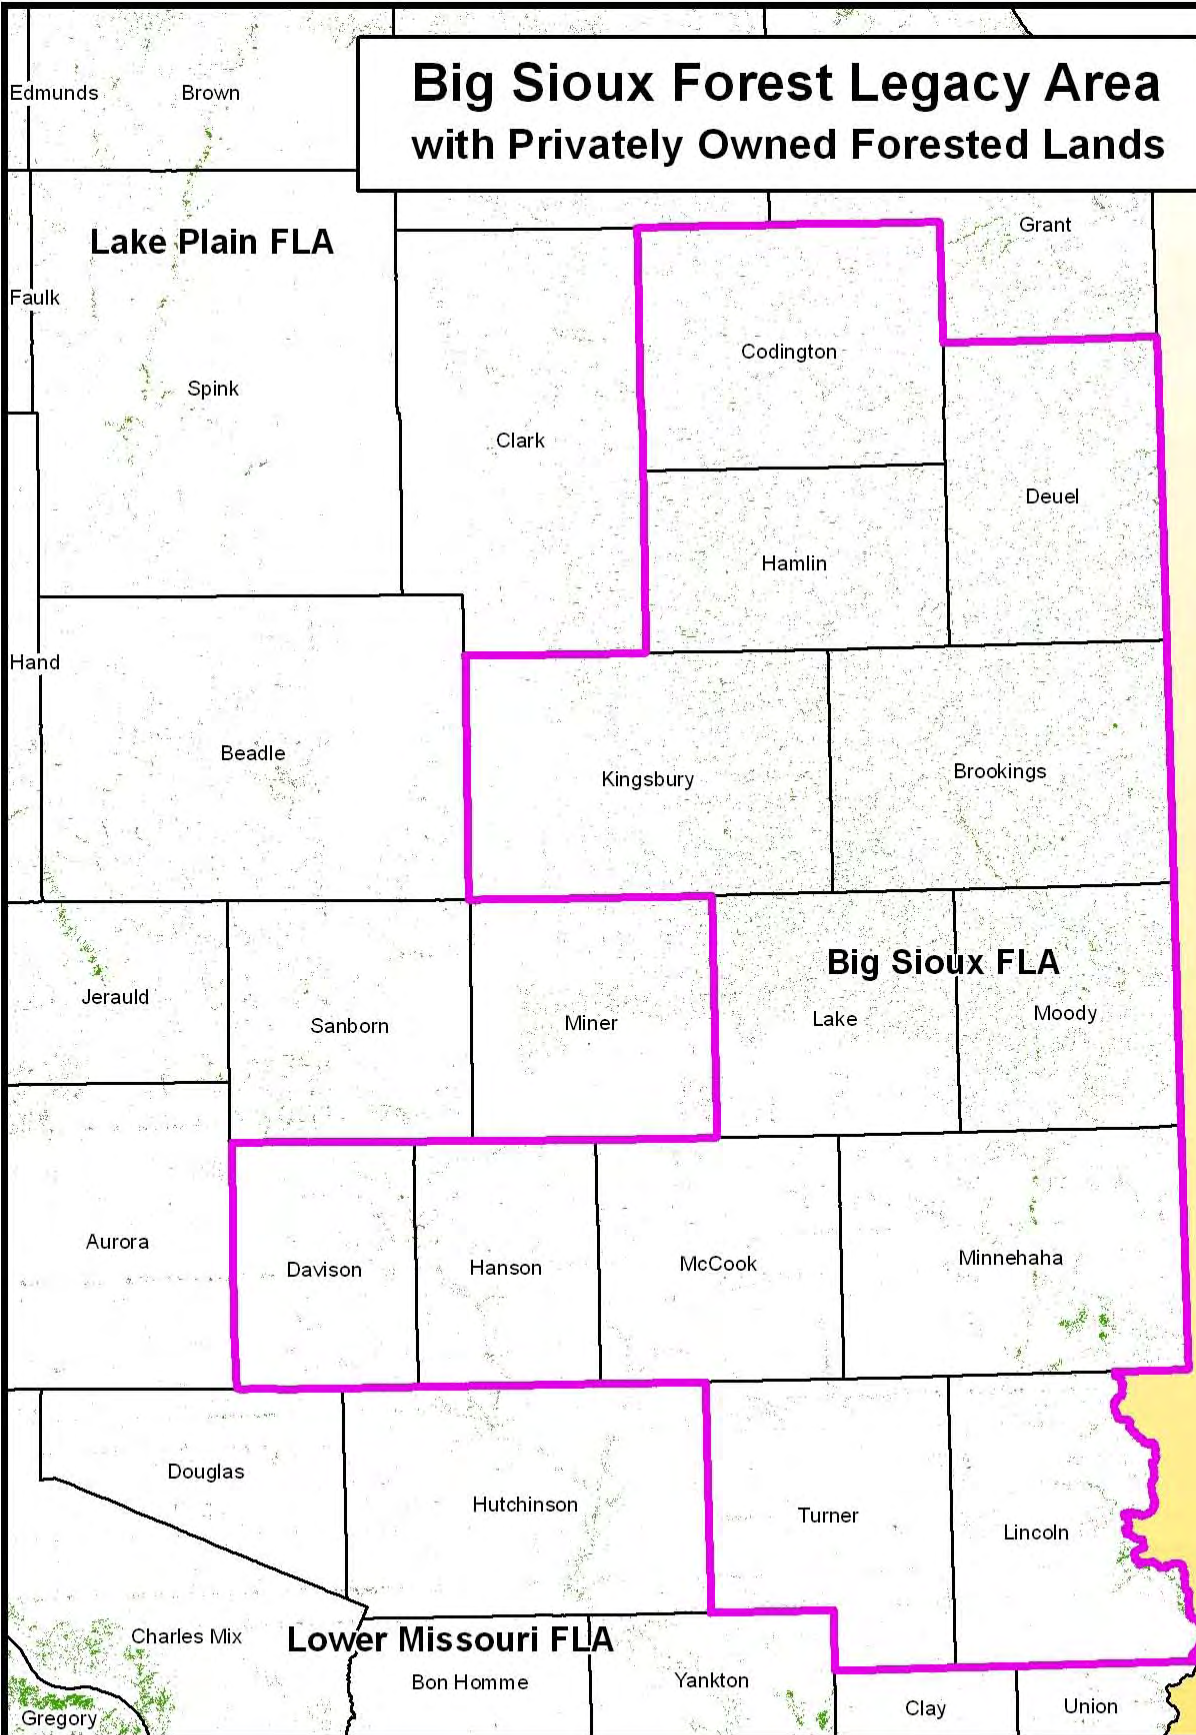 Big Sioux Forest Legacy Area
with Privately Owned Forested Lands
Edmunds
Brown
Grant
Lake Plain FLA
Faulk
Codington
Spink
Clark
Deuel
Hamlin
Hand
Beadle
Kingsbury
Brookings
Big Sioux FLA
Jerauld
Sanborn
Miner
Lake
Moody
Aurora
Davison
Hanson
McCook
Minnehaha
Douglas
Hutchinson
Turner
Lincoln
Charles Mix
Lower Missouri FLA
Bon Homme
Yankton
Clay
Union
Gregory